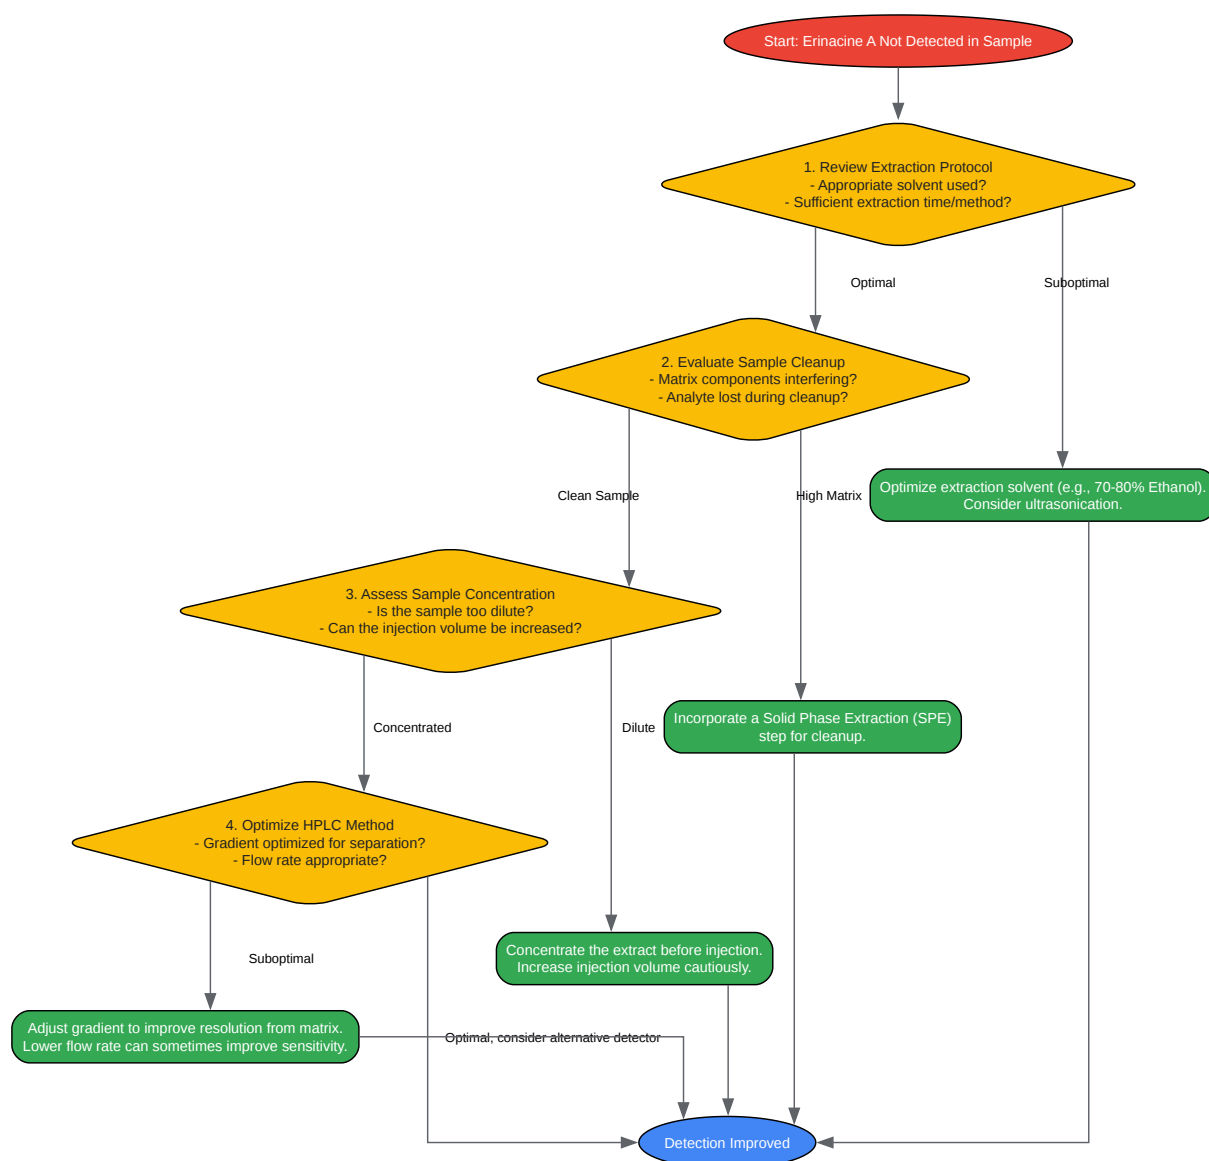 Start: Erinacine A Not Detected in Sample
1. Review Extraction Protocol
- Appropriate solvent used?
- Sufficient extraction time/method?
Optimal
Suboptimal
2. Evaluate Sample Cleanup
- Matrix components interfering?
- Analyte lost during cleanup?
Clean Sample
High Matrix
Optimize extraction solvent (e.g., 70-80% Ethanol).
Consider ultrasonication.
3. Assess Sample Concentration
- Is the sample too dilute?
- Can the injection volume be increased?
Concentrated
Dilute
Incorporate a Solid Phase Extraction (SPE)
step for cleanup.
4. Optimize HPLC Method
- Gradient optimized for separation?
- Flow rate appropriate?
Suboptimal
Concentrate the extract before injection.
Increase injection volume cautiously.
Adjust gradient to improve resolution from matrix.
Lower flow rate can sometimes improve sensitivity.
Optimal, consider alternative detector
Detection Improved